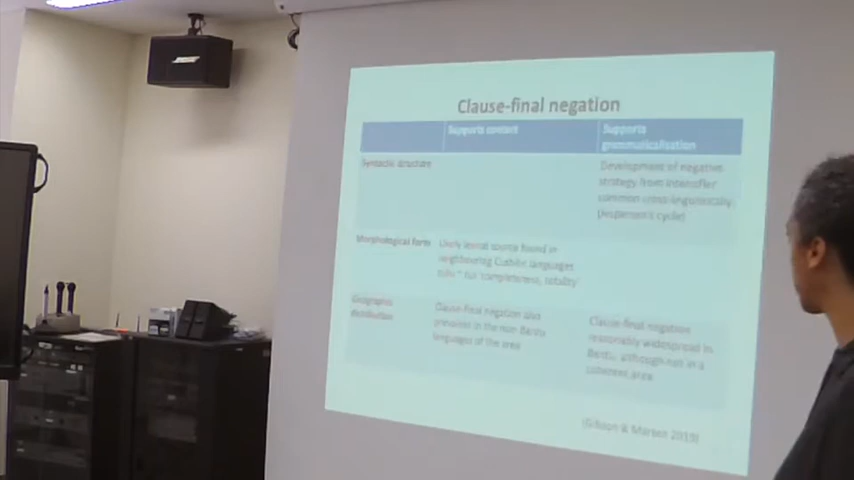 Clause-final negation
Supports contact
Supports
grammaticalisation
Syntactic structure
Development of negative
strategy from intensifier
common cross-linguistically
(Jespersen's cycle)
Morphological form
Likely lexical source found in
neighbouring Cushitic languages
for 'completeness, totality
Geographic
distribution
Clause-final negation also
prevalent in the non-Bantu
languages of the area
Clause-final negation
reasonably widespread in
Bantu, although not in a
coherent area
(Gibson & Marten 2019)